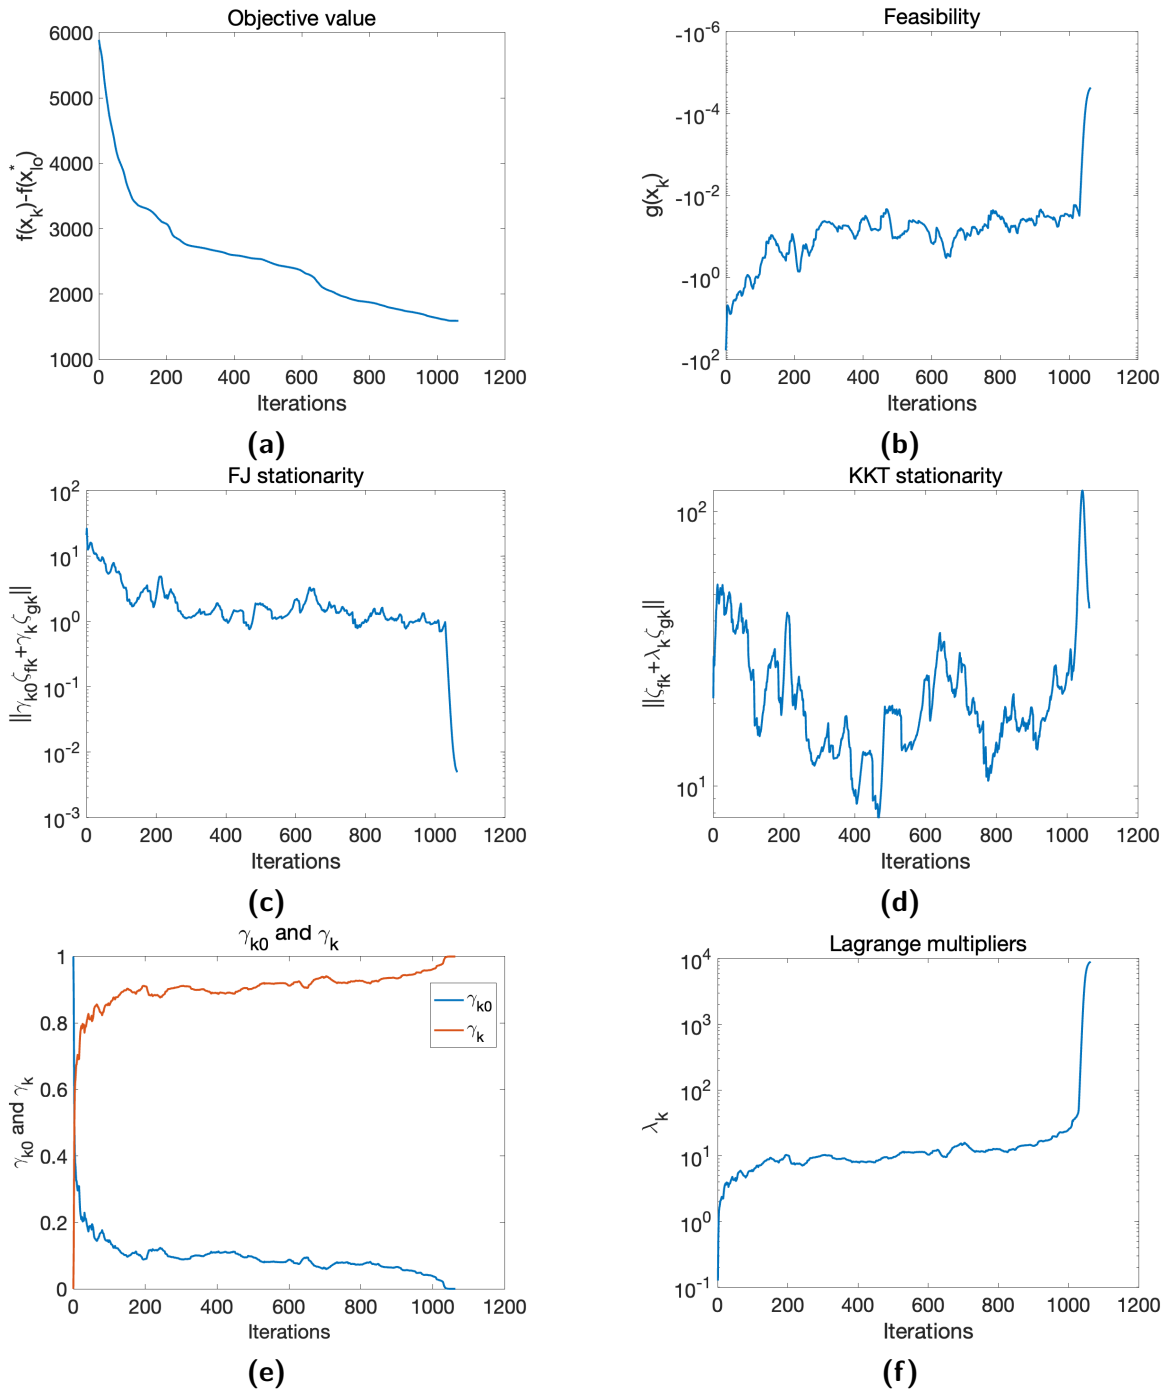 Objective value
6000
5000
4000
3000
2000
1000
f(x_k)-f(x*_lo)
0 200 400 600 800 1000 1200
Iterations
(a)
Feasibility
-10^-6
-10^-4
-10^-2
-10^0
-10^2
g(x_k)
0 200 400 600 800 1000 1200
Iterations
(b)
FJ stationarity
10^2
10^1
10^0
10^-1
10^-2
10^-3
||γ_k0 ζ_fk+γ_k ζ_gk||
0 200 400 600 800 1000 1200
Iterations
(c)
KKT stationarity
10^2
10^1
||ζ_fk+λ_k ζ_gk||
0 200 400 600 800 1000 1200
Iterations
(d)
γ_k0 and γ_k
1
0.8
0.6
0.4
0.2
0
γ_k0 and γ_k
γ_k0
γ_k
0 200 400 600 800 1000 1200
Iterations
(e)
Lagrange multipliers
10^4
10^3
10^2
10^1
10^0
10^-1
λ_k
0 200 400 600 800 1000 1200
Iterations
(f)